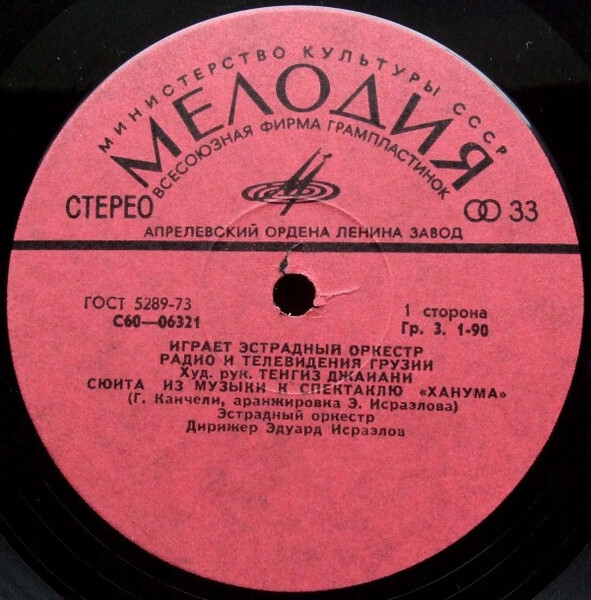 МИНИСТЕРСТВО КУЛЬТУРЫ СССР
МЕЛОДИЯ
ВСЕСОЮЗНАЯ ФИРМА ГРАМПЛАСТИНОК
СТЕРЕО
33
АПРЕЛЕВСКИЙ ОРДЕНА ЛЕНИНА ЗАВОД
ГОСТ 5289-73
С60—06321
1 сторона
Гр. 3. 1-90
ИГРАЕТ ЭСТРАДНЫЙ ОРКЕСТР
РАДИО И ТЕЛЕВИДЕНИЯ ГРУЗИИ
Худ. рук. ТЕНГИЗ ДЖАИАНИ
СЮИТА ИЗ МУЗЫКИ К СПЕКТАКЛЮ «ХАНУМА»
(Г. Канчели, аранжировка Э. Исраэлова)
Эстрадный оркестр
Дирижер Эдуард Исраэлов